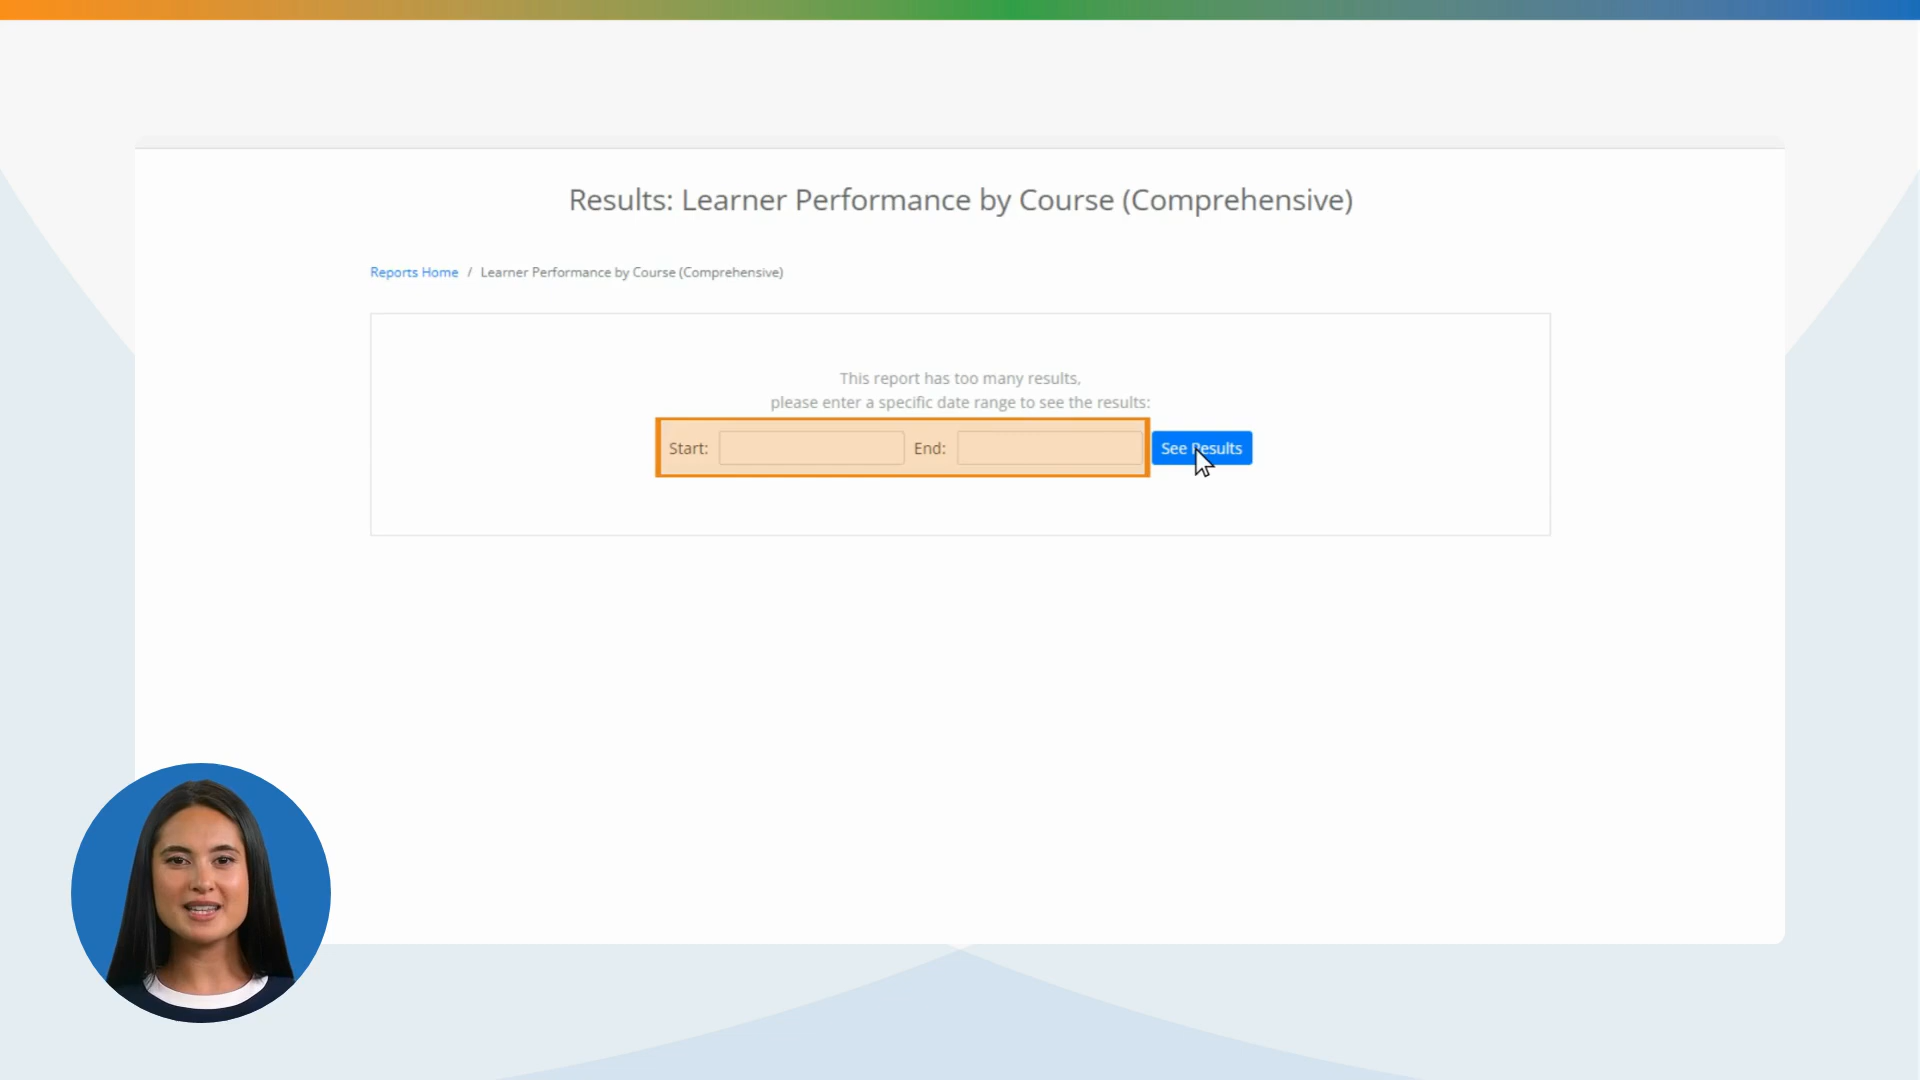 Results: Learner Performance by Course (Comprehensive)
Reports Home / Learner Performance by Course (Comprehensive)
This report has too many results,
please enter a specific date range to see the results:
Start: End: See Results